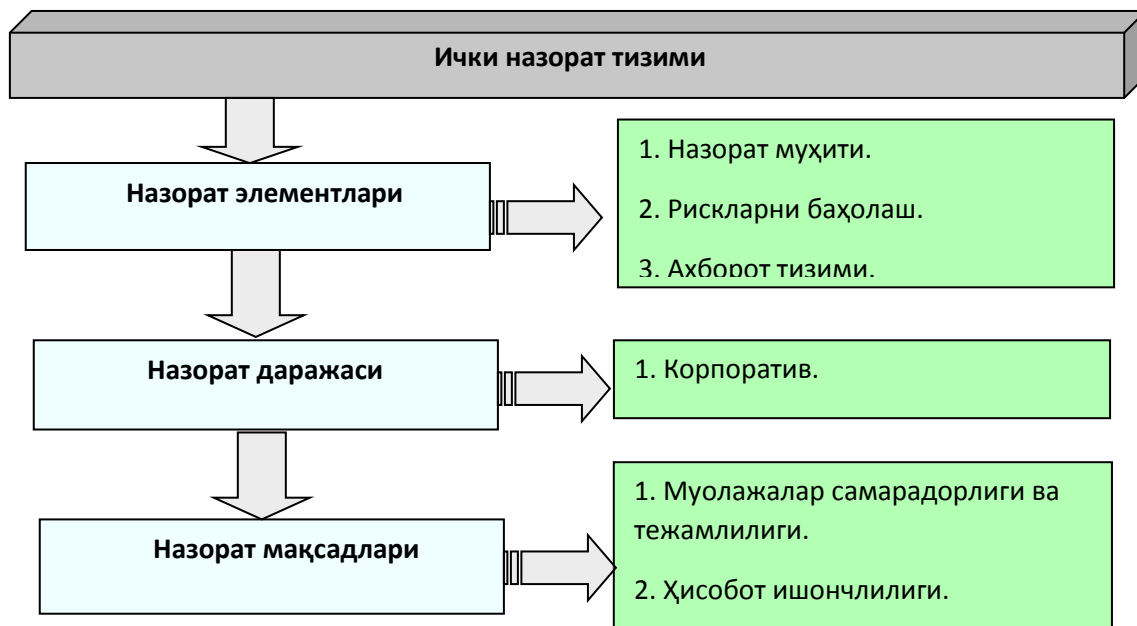 Ички назорат тизими
Назорат элементлари
1. Назорат муҳити.
2. Рискларни баҳолаш.
3. Ахборот тизими.
Назорат даражаси
1. Корпоратив.
Назорат мақсадлари
1. Муолажалар самарадорлиги ва
тежамлилиги.
2. Ҳисобот ишончлилиги.